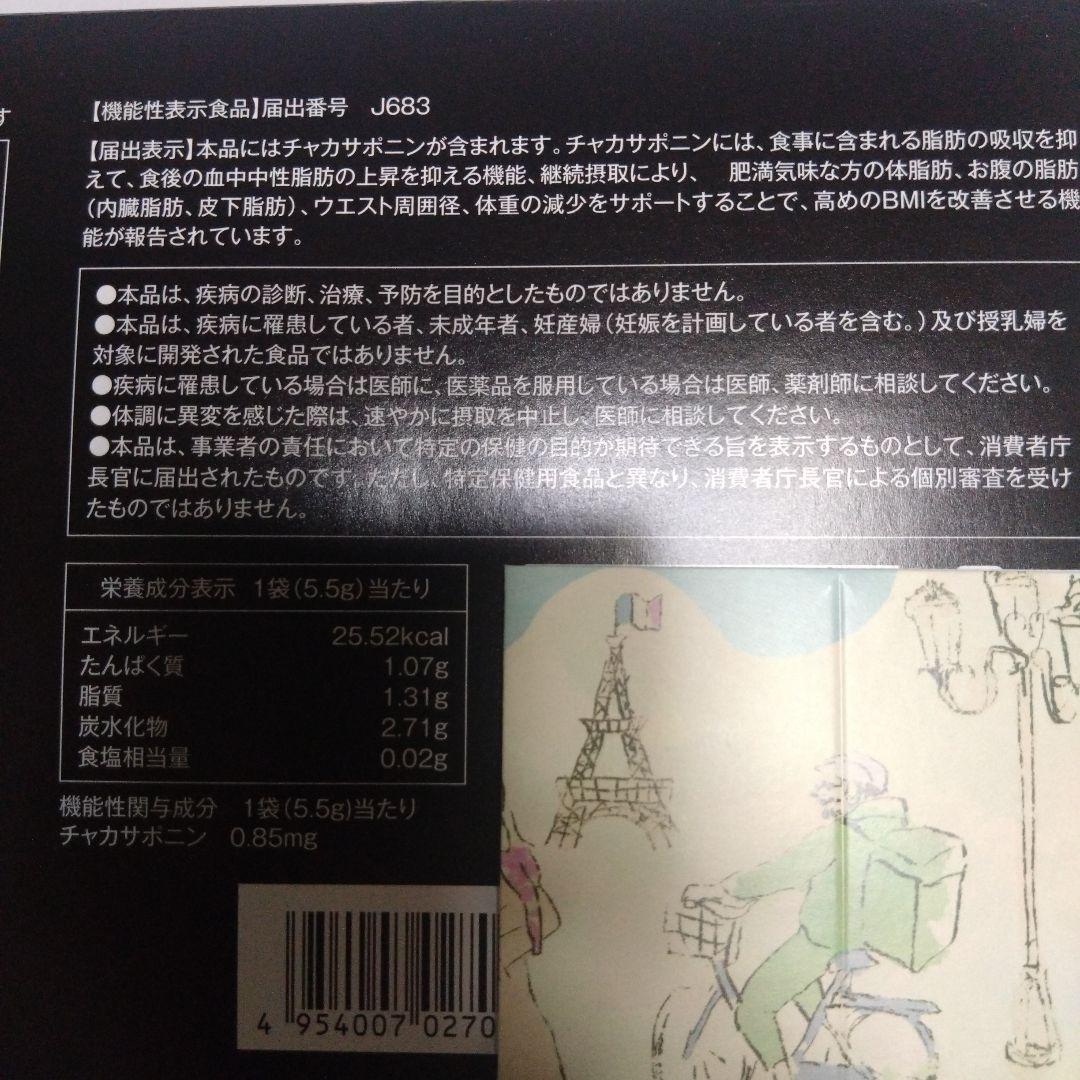 す
【機能性表示食品】届出番号 J683
【届出表示】本品にはチャカサポニンが含まれます。チャカサポニンには、食事に含まれる脂肪の吸収を抑
えて、食後の血中中性脂肪の上昇を抑える機能、継続摂取により、 肥満気味な方の体脂肪、お腹の脂肪
（内臓脂肪、皮下脂肪）、ウエスト周囲径、体重の減少をサポートすることで、高めのBMIを改善させる機
能が報告されています。
●本品は、疾病の診断、治療、予防を目的としたものではありません。
●本品は、疾病に罹患している者、未成年者、妊産婦（妊娠を計画している者を含む。）及び授乳婦を
対象に開発された食品ではありません。
●疾病に罹患している場合は医師に、医薬品を服用している場合は医師、薬剤師に相談してください。
●体調に異変を感じた際は、速やかに摂取を中止し、医師に相談してください。
●本品は、事業者の責任において特定の保健の目的が期待できる旨を表示するものとして、消費者庁
長官に届出されたものです。ただし、特定保健用食品と異なり、消費者庁長官による個別審査を受け
たものではありません。
栄養成分表示 1袋（5.5g）当たり
エネルギー 25.52kcal
たんぱく質 1.07g
脂質 1.31g
炭水化物 2.71g
食塩相当量 0.02g
機能性関与成分 1袋（5.5g）当たり
チャカサポニン 0.85mg
4 954007 0270